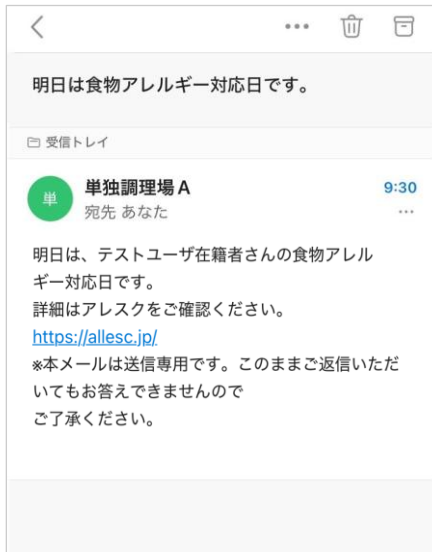 明日は食物アレルギー対応日です。
受信トレイ
単
単独調理場A
9:30
宛先 あなた
明日は、テストユーザ在籍者さんの食物アレル
ギー対応日です。
詳細はアレスクをご確認ください。
https://allesc.jp/
※本メールは送信専用です。このままご返信いただ
いてもお答えできませんので
ご了承ください。